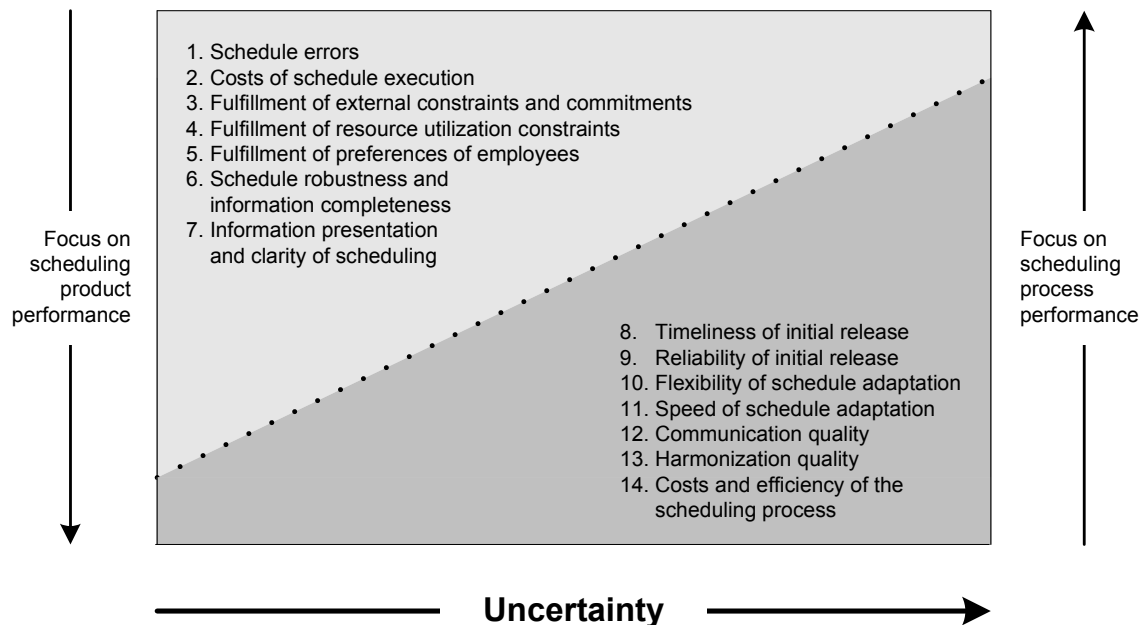 1. Schedule errors
2. Costs of schedule execution
3. Fulfillment of external constraints and commitments
4. Fulfillment of resource utilization constraints
5. Fulfillment of preferences of employees
6. Schedule robustness and
information completeness
7. Information presentation
and clarity of scheduling
Focus on
scheduling
product
performance
Focus on
scheduling
process
performance
8. Timeliness of initial release
9. Reliability of initial release
10. Flexibility of schedule adaptation
11. Speed of schedule adaptation
12. Communication quality
13. Harmonization quality
14. Costs and efficiency of the
scheduling process
Uncertainty